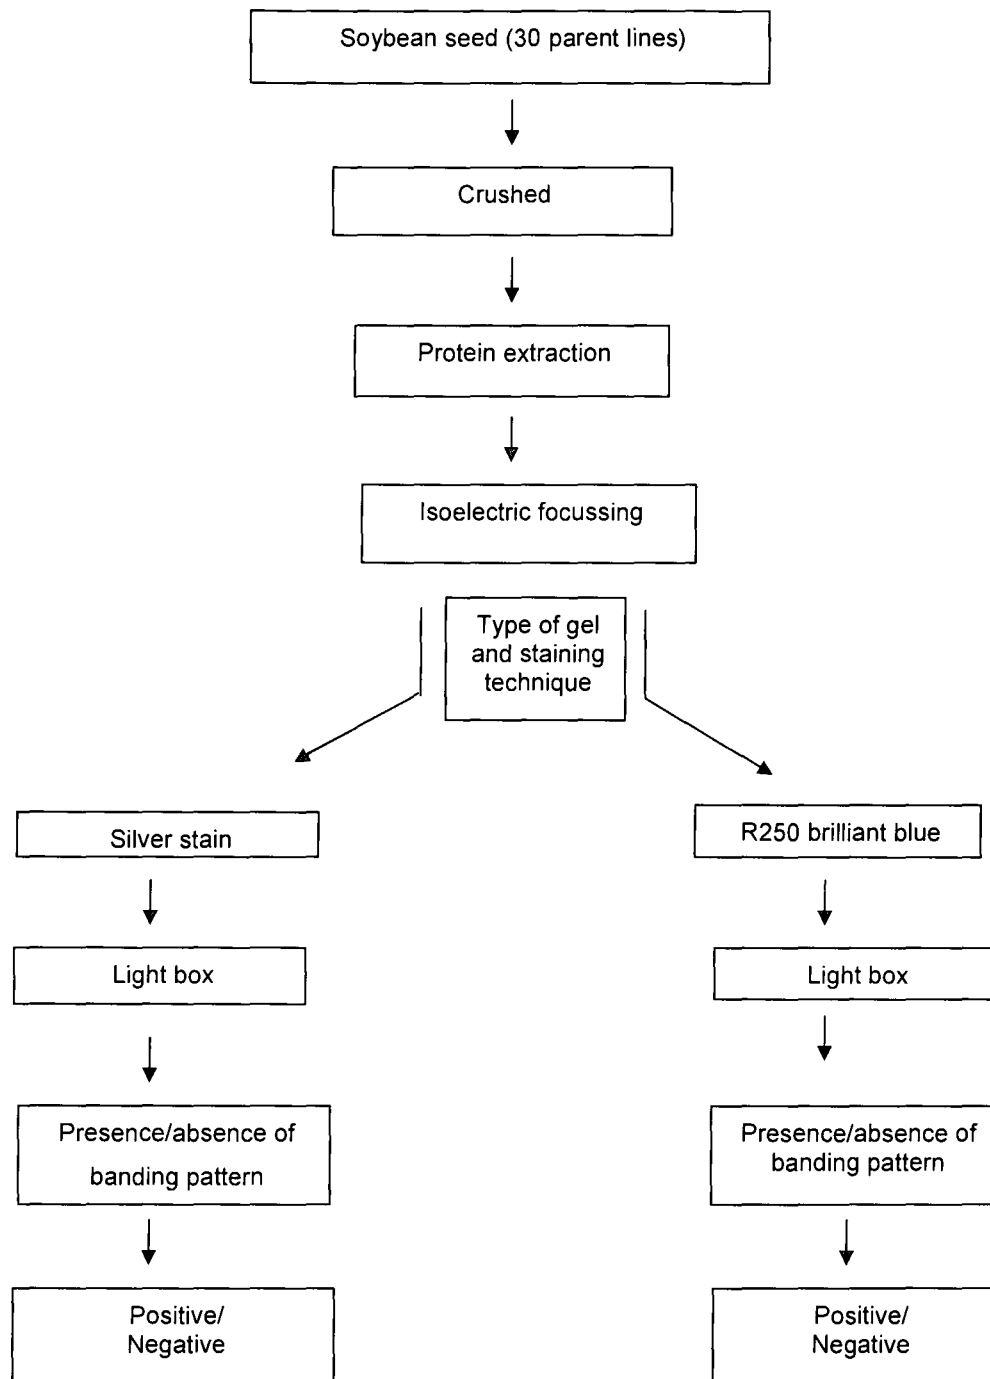 Soybean seed (30 parent lines)
Crushed
Protein extraction
Isoelectric focussing
Type of gel
and staining
technique
Silver stain
R250 brilliant blue
Light box
Light box
Presence/absence of
banding pattern
Presence/absence of
banding pattern
Positive/
Negative
Positive/
Negative